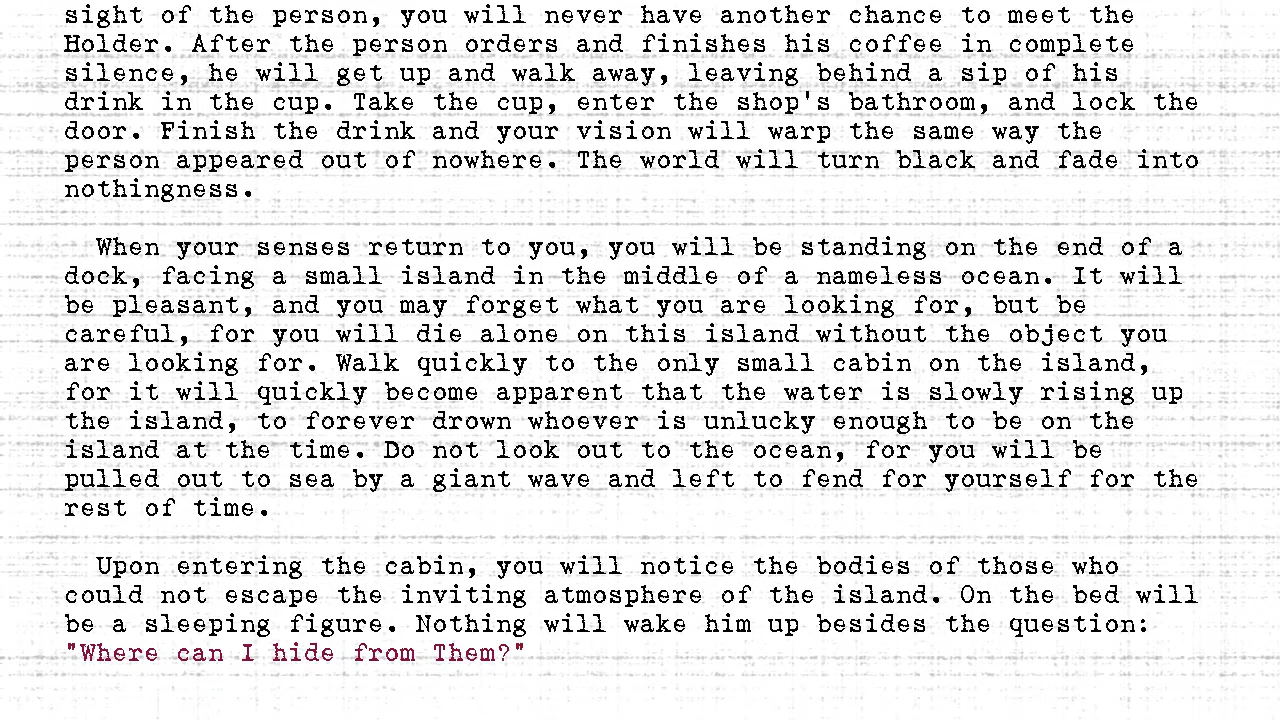 sight of the person, you will never have another chance to meet the
Holder. After the person orders and finishes his coffee in complete
silence, he will get up and walk away, leaving behind a sip of his
drink in the cup. Take the cup, enter the shop's bathroom, and lock the
door. Finish the drink and your vision will warp the same way the
person appeared out of nowhere. The world will turn black and fade into
nothingness.
When your senses return to you, you will be standing on the end of a
dock, facing a small island in the middle of a nameless ocean. It will
be pleasant, and you may forget what you are looking for, but be
careful, for you will die alone on this island without the object you
are looking for. Walk quickly to the only small cabin on the island,
for it will quickly become apparent that the water is slowly rising up
the island, to forever drown whoever is unlucky enough to be on the
island at the time. Do not look out to the ocean, for you will be
pulled out to sea by a giant wave and left to fend for yourself for the
rest of time.
Upon entering the cabin, you will notice the bodies of those who
could not escape the inviting atmosphere of the island. On the bed will
be a sleeping figure. Nothing will wake him up besides the question:
"Where can I hide from Them?"